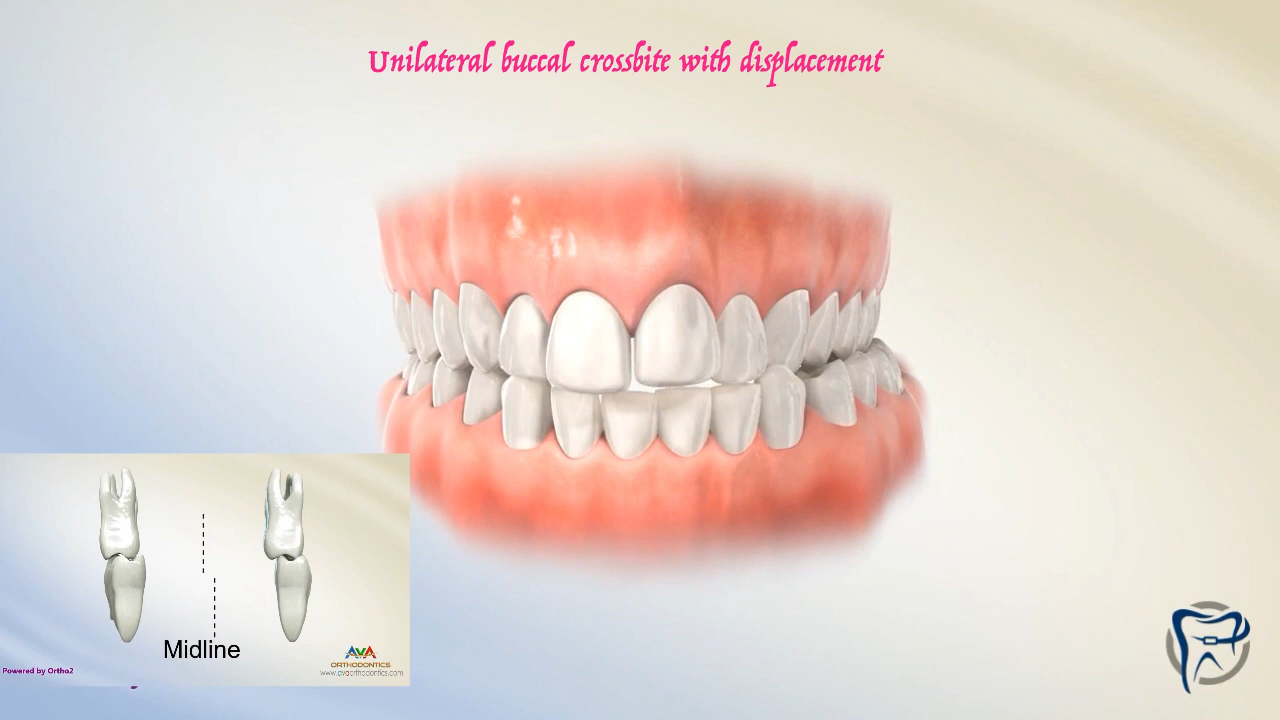 Unilateral buccal crossbite with displacement
Midline
Powered by Ortho2
AVA
ORTHODONTICS
www.avaorthodontics.com